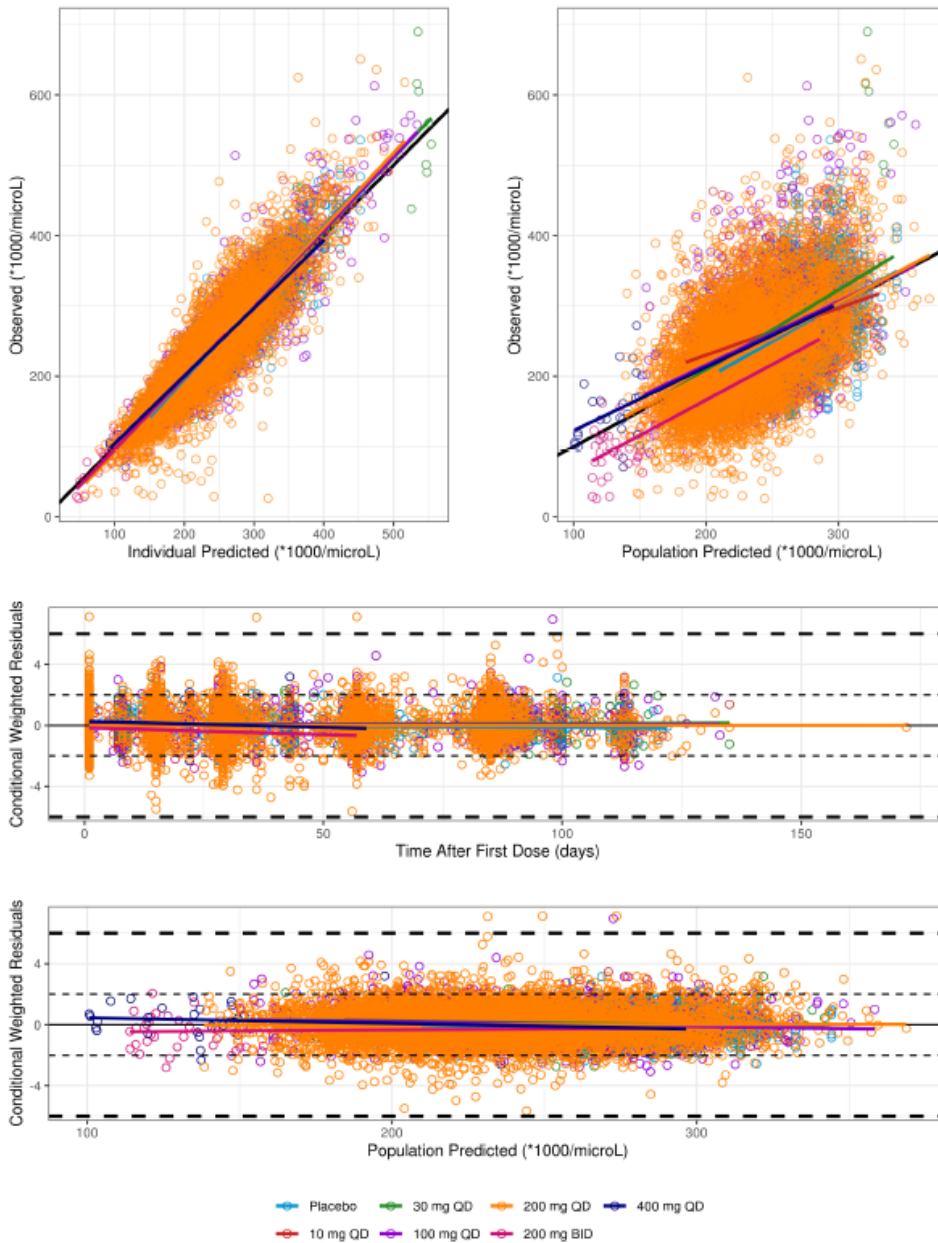 Observed (*1000/microL)
600
400
200
0
100 200 300 400 500
Individual Predicted (*1000/microL)
Observed (*1000/microL)
600
400
200
0
100 200 300
Population Predicted (*1000/microL)
Conditional Weighted Residuals
4
0
-4
0 50 100 150
Time After First Dose (days)
Conditional Weighted Residuals
4
0
-4
100 200 300
Population Predicted (*1000/microL)
Placebo 30 mg QD 200 mg QD 400 mg QD
10 mg QD 100 mg QD 200 mg BID